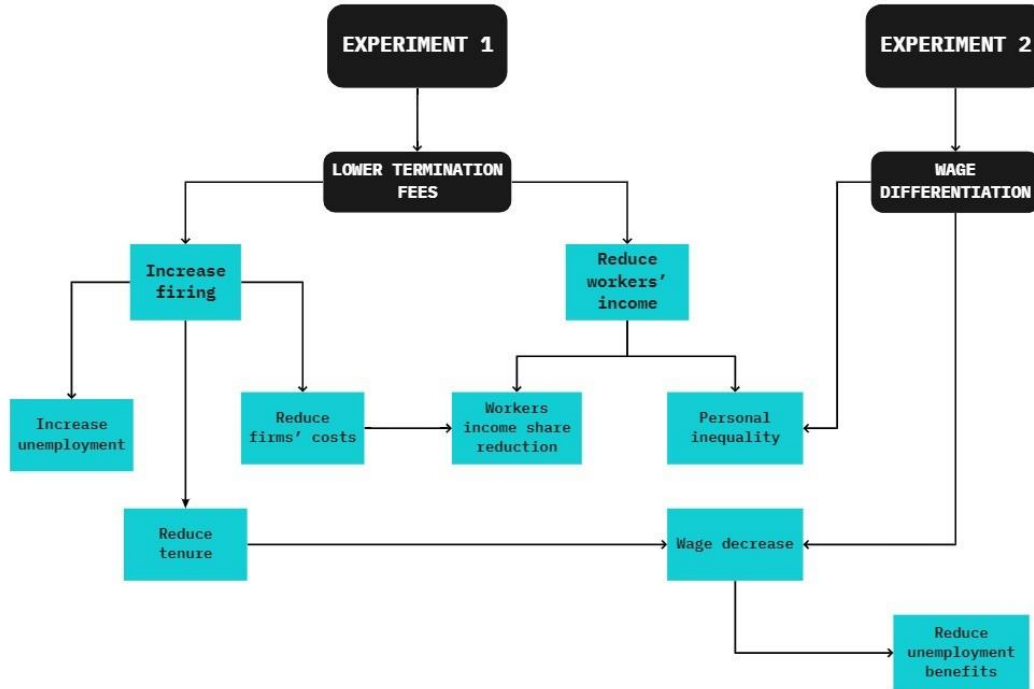 EXPERIMENT 1
EXPERIMENT 2
LOWER TERMINATION
FEES
WAGE
DIFFERENTIATION
Increase
firing
Reduce
workers’
income
Increase
unemployment
Reduce
firms’ costs
Workers
income share
reduction
Personal
inequality
Reduce
tenure
Wage decrease
Reduce
unemployment
benefits